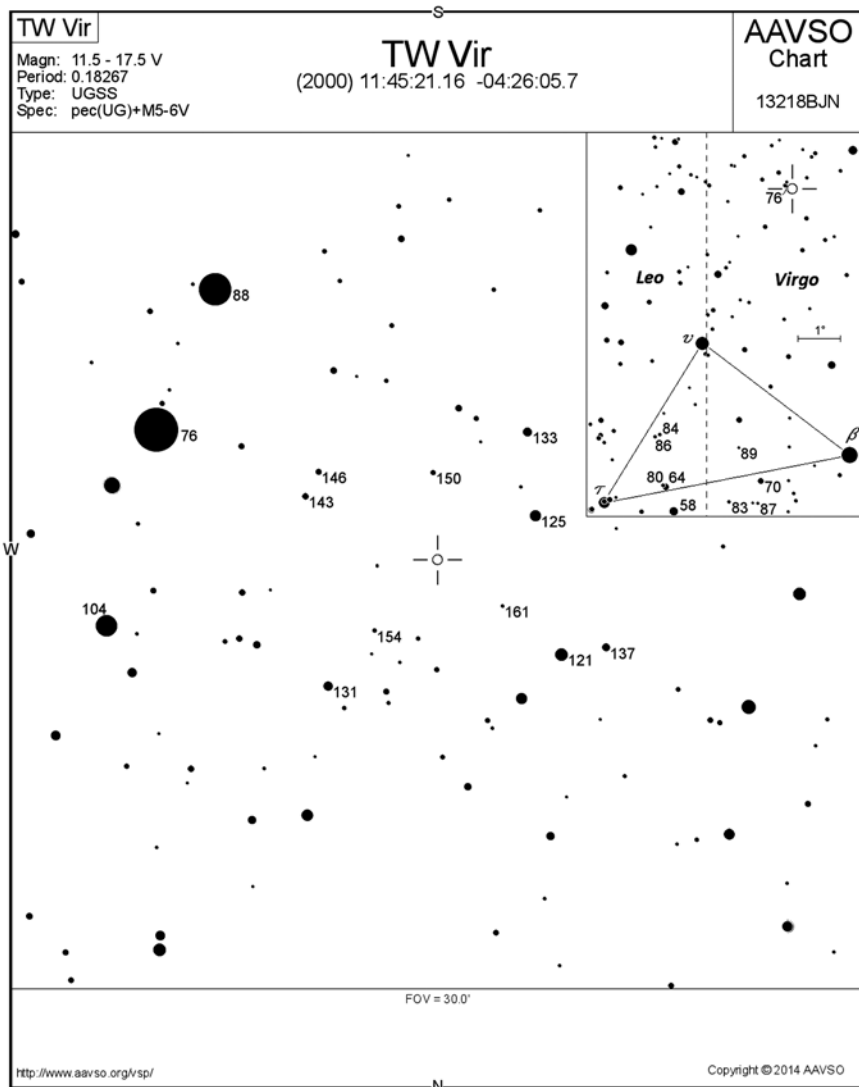 S
TW Vir
Magn: 11.5 - 17.5 V
Period: 0.18267
Type: UGSS
Spec: pec(UG)+M5-6V
TW Vir
(2000) 11:45:21.16 -04:26:05.7
AAVSO
Chart
13218BJN
76
Leo
Virgo
1°
υ
84
86
89
β
80 64
70
τ
58
83
87
88
76
133
146
150
143
125
W
104
161
154
121
137
131
FOV = 30.0'
http://www.aavso.org/vsp/
Copyright © 2014 AAVSO
N